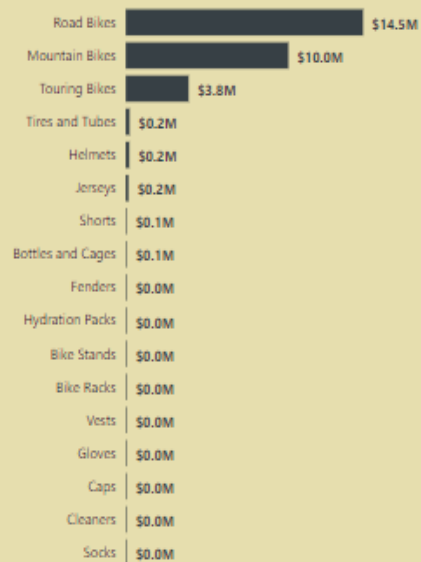 Road Bikes $14.5M
Mountain Bikes $10.0M
Touring Bikes $3.8M
Tires and Tubes $0.2M
Helmets $0.2M
Jerseys $0.2M
Shorts $0.1M
Bottles and Cages $0.1M
Fenders $0.0M
Hydration Packs $0.0M
Bike Stands $0.0M
Bike Racks $0.0M
Vests $0.0M
Gloves $0.0M
Caps $0.0M
Cleaners $0.0M
Socks $0.0M